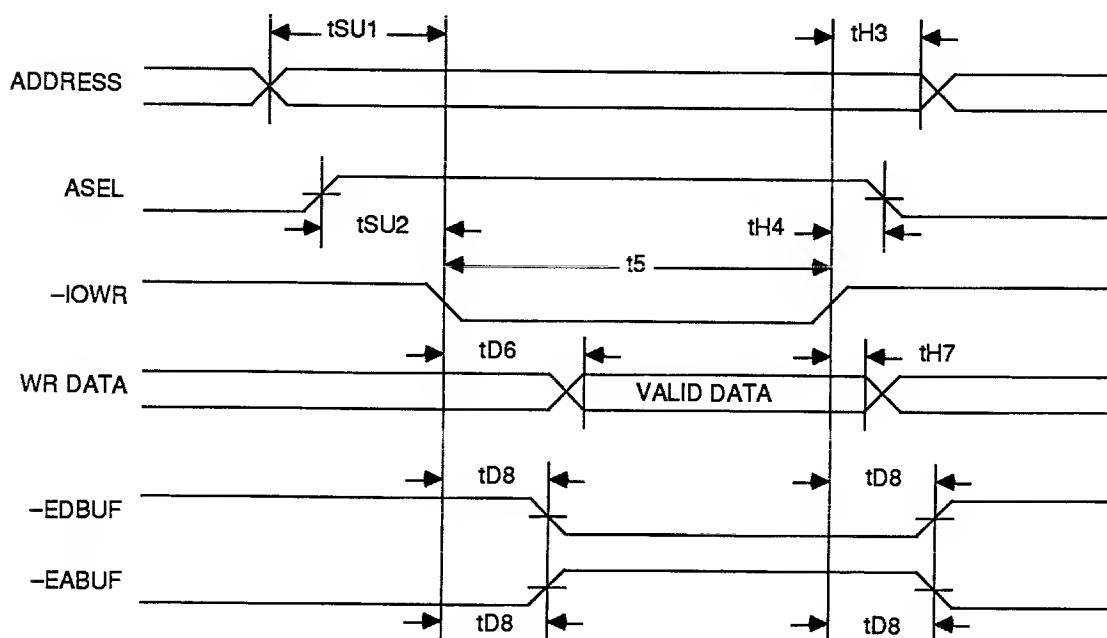 tSU1
tH3
ADDRESS
ASEL
tSU2
tH4
t5
–IOWR
tD6
tH7
WR DATA
VALID DATA
tD8
tD8
–EDBUF
–EABUF
tD8
tD8